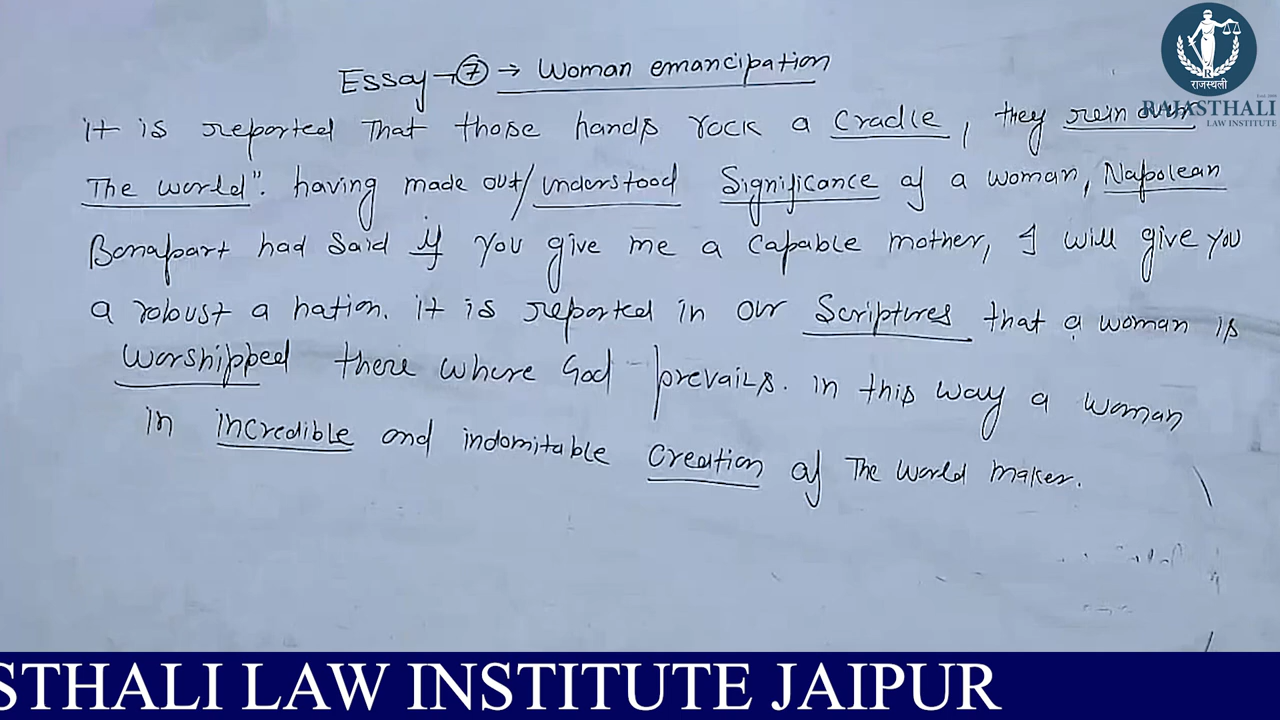 Essay → ⑦ → Woman emancipation
it is reported That those hands rock a cradle, they rein over
The world". having made out/understood Significance of a woman, Napolean
Bonapart had said if you give me a capable mother, I will give you
a robust a nation. it is reported in our Scriptures that a woman is
worshipped there where God prevails. in this way a woman
in incredible and indomitable creation of The world maker.
राजस्थली
RAJASTHALI
LAW INSTITUTE
STHALI LAW INSTITUTE JAIPUR